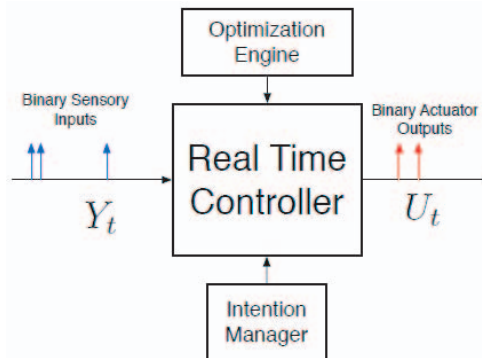 Optimization
Engine
Binary Sensory
Inputs
Binary Actuator
Outputs
Real Time
Controller
Y_t
U_t
Intention
Manager